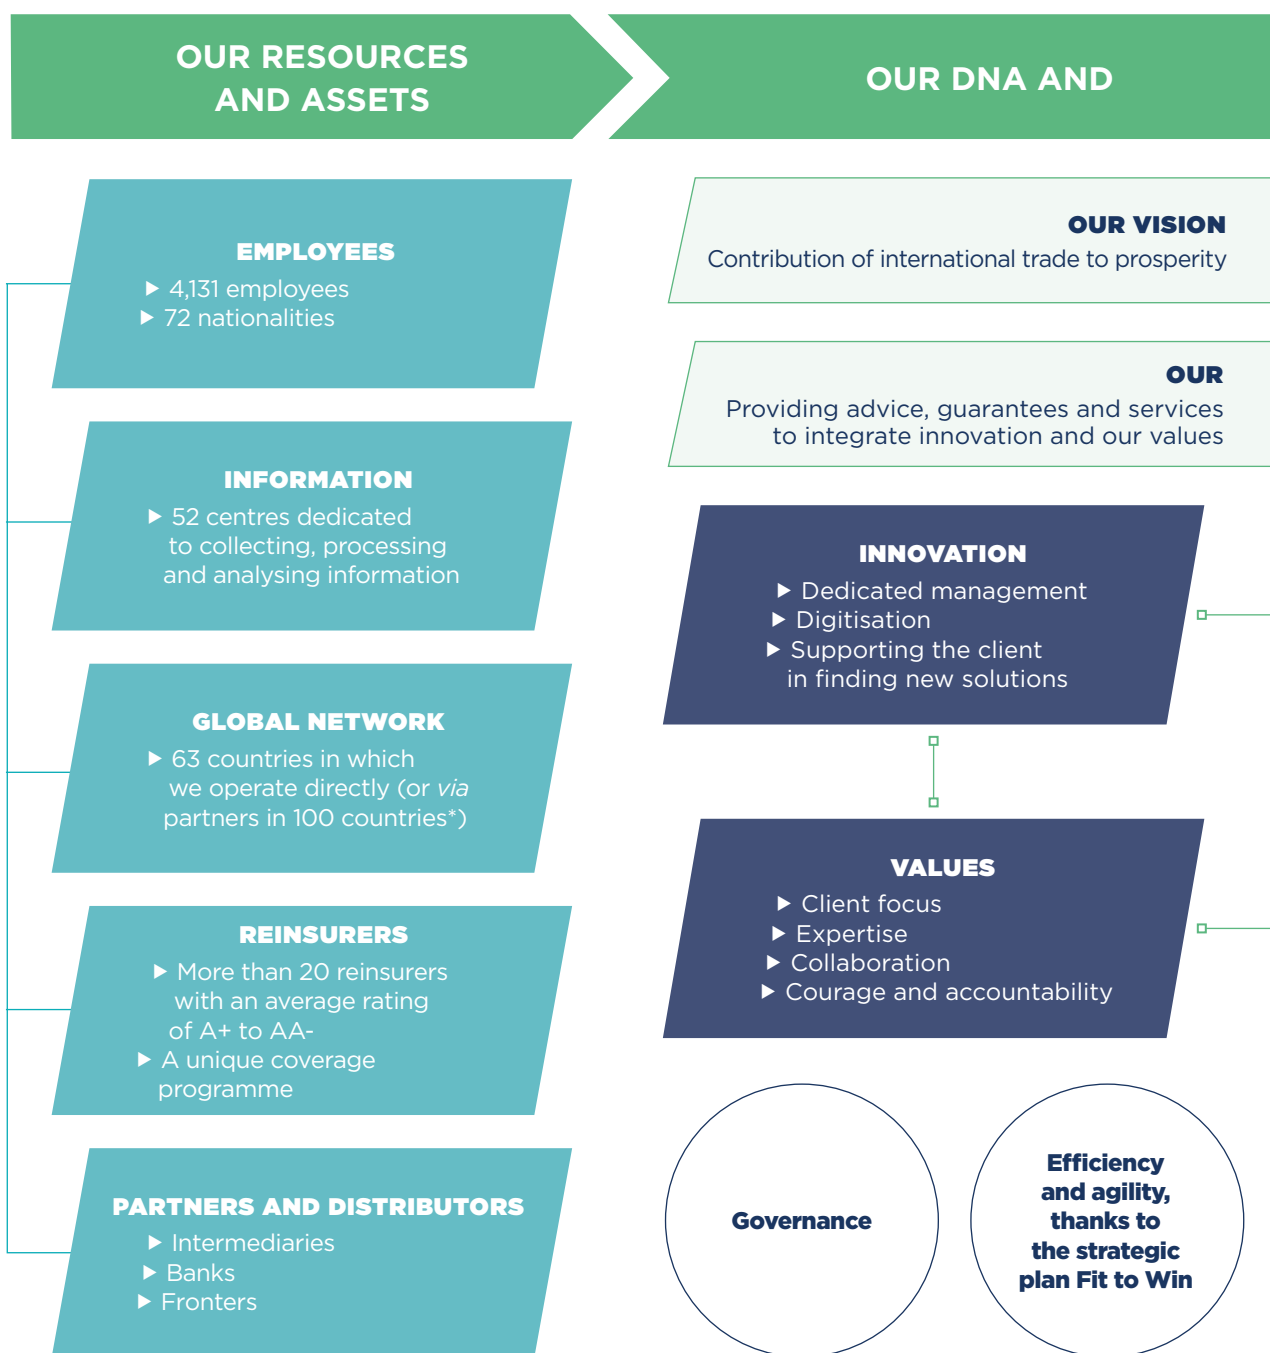 OUR RESOURCES
AND ASSETS
EMPLOYEES
▶ 4,131 employees
▶ 72 nationalities
INFORMATION
▶ 52 centres dedicated
to collecting, processing
and analysing information
GLOBAL NETWORK
▶ 63 countries in which
we operate directly (or via
partners in 100 countries*)
REINSURERS
▶ More than 20 reinsurers
with an average rating
of A+ to AA-
▶ A unique coverage
programme
PARTNERS AND DISTRIBUTORS
▶ Intermediaries
▶ Banks
▶ Fronters
OUR DNA AND
OUR VISION
Contribution of international trade to prosperity
OUR
Providing advice, guarantees and services
to integrate innovation and our values
INNOVATION
▶ Dedicated management
▶ Digitisation
▶ Supporting the client
in finding new solutions
VALUES
▶ Client focus
▶ Expertise
▶ Collaboration
▶ Courage and accountability
Governance
Efficiency
and agility,
thanks to
the strategic
plan Fit to Win